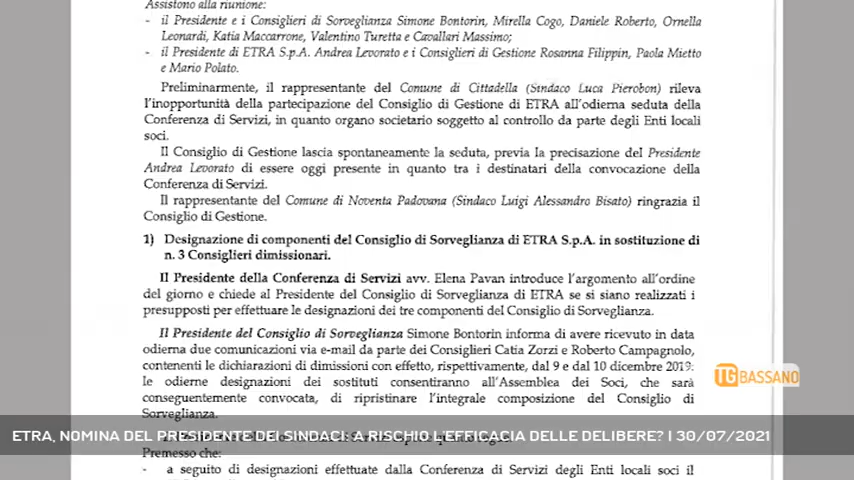 Assistono alla riunione:
- il Presidente e i Consiglieri di Sorveglianza Simone Bontorin, Mirella Cogo, Daniele Roberto, Ornella
Leonardi, Katia Maccarrone, Valentino Turetta e Cavallari Massimo;
- il Presidente di ETRA S.p.A. Andrea Levorato e i Consiglieri di Gestione Rosanna Filippin, Paola Mietto
e Mario Polato.
Preliminarmente, il rappresentante del Comune di Cittadella (Sindaco Luca Pierobon) rileva
l'inopportunità della partecipazione del Consiglio di Gestione di ETRA all'odierna seduta della
Conferenza di Servizi, in quanto organo societario soggetto al controllo da parte degli Enti locali
soci.
Il Consiglio di Gestione lascia spontaneamente la seduta, previa la precisazione del Presidente
Andrea Levorato di essere oggi presente in quanto tra i destinatari della convocazione della
Conferenza di Servizi.
Il rappresentante del Comune di Noventa Padovana (Sindaco Luigi Alessandro Bisato) ringrazia il
Consiglio di Gestione.
1) Designazione di componenti del Consiglio di Sorveglianza di ETRA S.p.A. in sostituzione di
n. 3 Consiglieri dimissionari.
Il Presidente della Conferenza di Servizi avv. Elena Pavan introduce l'argomento all'ordine
del giorno e chiede al Presidente del Consiglio di Sorveglianza di ETRA se si siano realizzati i
presupposti per effettuare le designazioni dei tre componenti del Consiglio di Sorveglianza.
Il Presidente del Consiglio di Sorveglianza Simone Bontorin informa di avere ricevuto in data
odierna due comunicazioni via e-mail da parte dei Consiglieri Catia Zorzi e Roberto Campagnolo,
contenenti le dichiarazioni di dimissioni con effetto, rispettivamente, dal 9 e dal 10 dicembre 2019:
le odierne designazioni dei sostituti consentiranno all'Assemblea dei Soci, che sarà
conseguentemente convocata, di ripristinare l'integrale composizione del Consiglio di
Sorveglianza.
TG BASSANO
ETRA, NOMINA DEL PRESIDENTE DEI SINDACI: A RISCHIO L'EFFICACIA DELLE DELIBERE? | 30/07/2021
Premesso che:
- a seguito di designazioni effettuate dalla Conferenza di Servizi degli Enti locali soci il